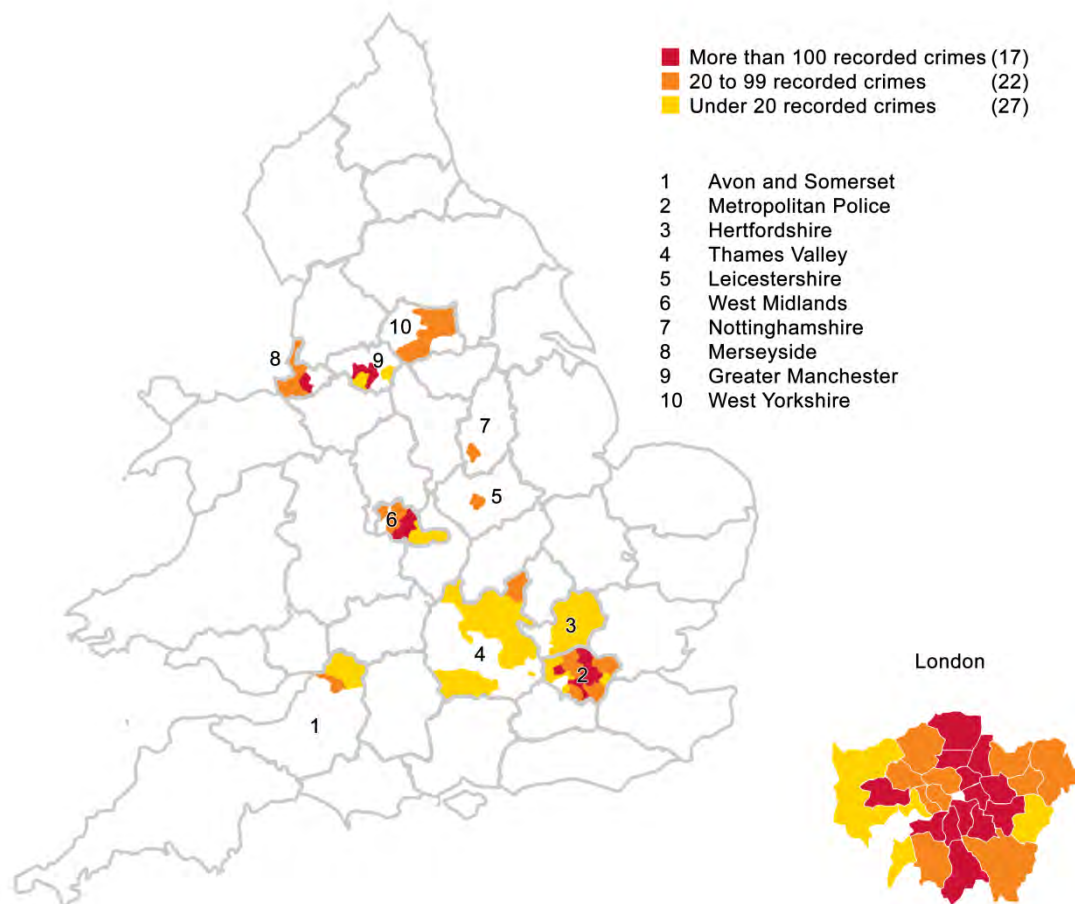 More than 100 recorded crimes (17)
20 to 99 recorded crimes (22)
Under 20 recorded crimes (27)
1 Avon and Somerset
2 Metropolitan Police
3 Hertfordshire
4 Thames Valley
5 Leicestershire
6 West Midlands
7 Nottinghamshire
8 Merseyside
9 Greater Manchester
10 West Yorkshire
10
8
9
7
5
6
3
4
2
1
London